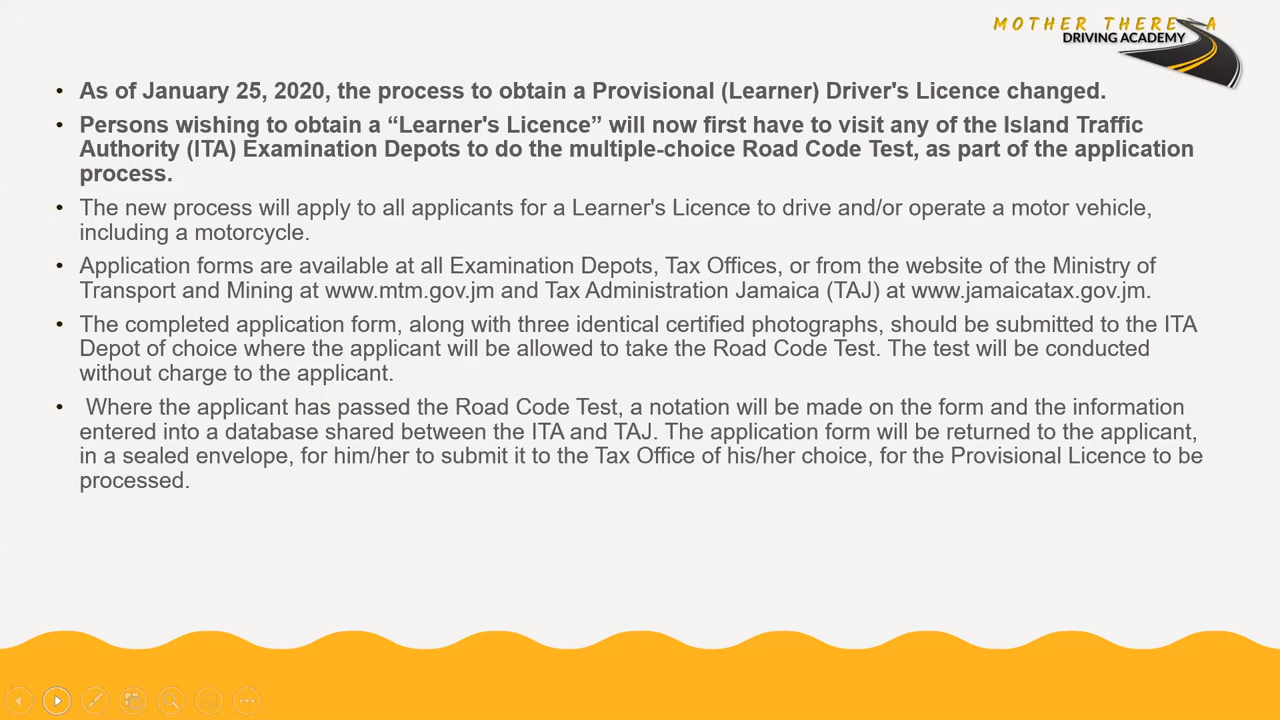 MOTHER THERESA
DRIVING ACADEMY
• As of January 25, 2020, the process to obtain a Provisional (Learner) Driver's Licence changed.
• Persons wishing to obtain a “Learner's Licence” will now first have to visit any of the Island Traffic
Authority (ITA) Examination Depots to do the multiple-choice Road Code Test, as part of the application
process.
• The new process will apply to all applicants for a Learner's Licence to drive and/or operate a motor vehicle,
including a motorcycle.
• Application forms are available at all Examination Depots, Tax Offices, or from the website of the Ministry of
Transport and Mining at www.mtm.gov.jm and Tax Administration Jamaica (TAJ) at www.jamaicatax.gov.jm.
• The completed application form, along with three identical certified photographs, should be submitted to the ITA
Depot of choice where the applicant will be allowed to take the Road Code Test. The test will be conducted
without charge to the applicant.
• Where the applicant has passed the Road Code Test, a notation will be made on the form and the information
entered into a database shared between the ITA and TAJ. The application form will be returned to the applicant,
in a sealed envelope, for him/her to submit it to the Tax Office of his/her choice, for the Provisional Licence to be
processed.